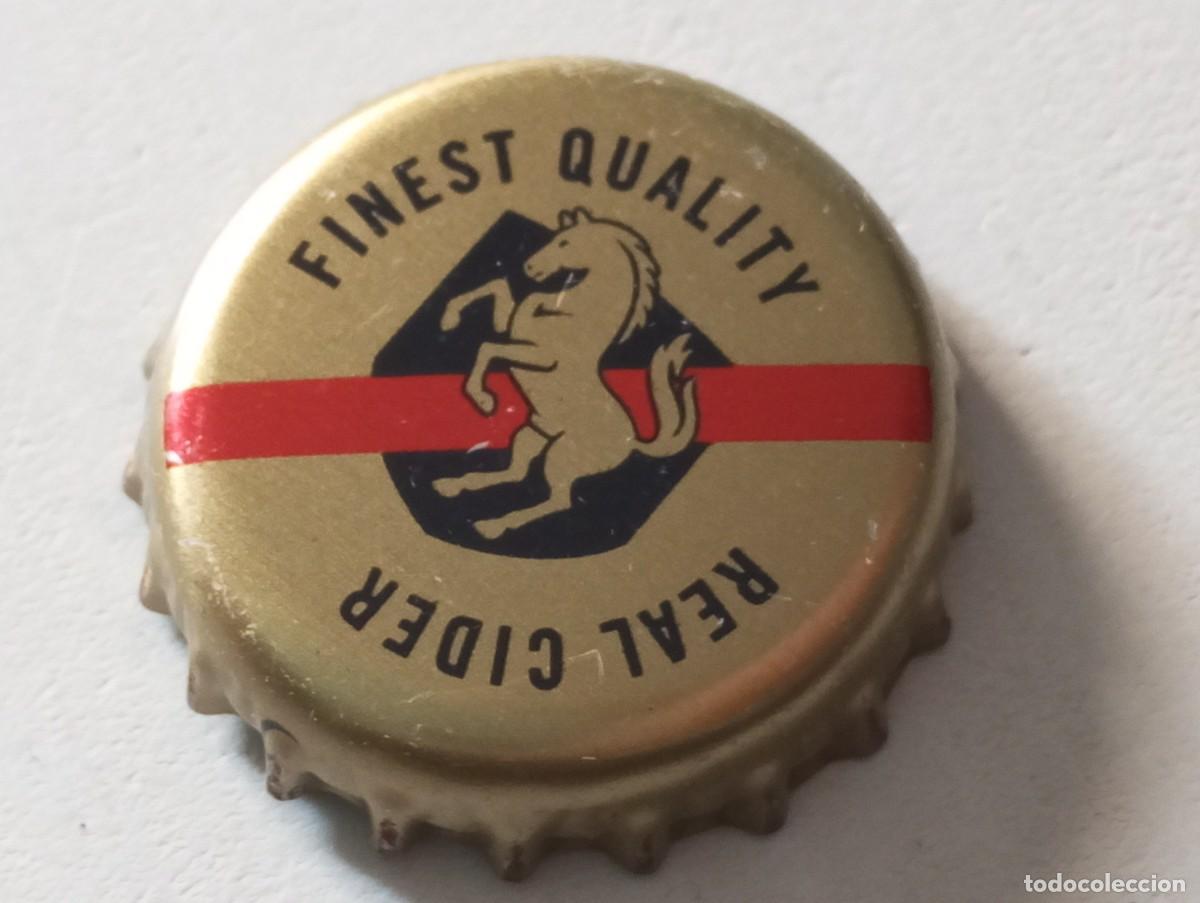 FINEST QUALITY
REAL CIDER
todocoleccion